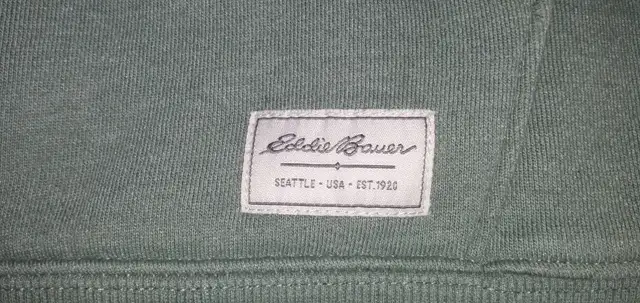 Eddie Bauer
SEATTLE - USA - EST. 1920